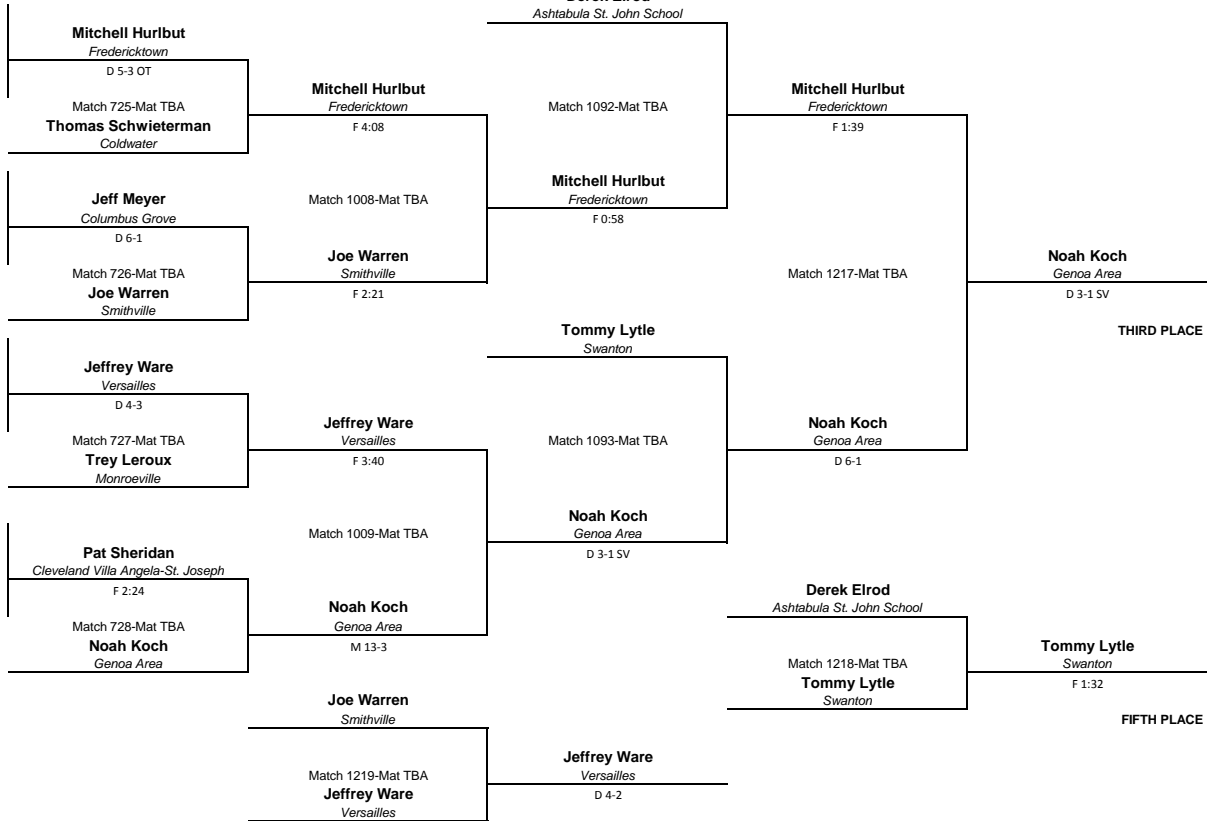 Derek Elrod
Ashtabula St. John School
Mitchell Hurlbut
Fredericktown
D 5-3 OT
Match 725-Mat TBA
Thomas Schwieterman
Coldwater
Jeff Meyer
Columbus Grove
D 6-1
Match 726-Mat TBA
Joe Warren
Smithville
Jeffrey Ware
Versailles
D 4-3
Match 727-Mat TBA
Trey Leroux
Monroeville
Pat Sheridan
Cleveland Villa Angela-St. Joseph
F 2:24
Match 728-Mat TBA
Noah Koch
Genoa Area
Mitchell Hurlbut
Fredericktown
F 4:08
Match 1008-Mat TBA
Joe Warren
Smithville
F 2:21
Jeffrey Ware
Versailles
F 3:40
Match 1009-Mat TBA
Noah Koch
Genoa Area
M 13-3
Joe Warren
Smithville
Match 1219-Mat TBA
Jeffrey Ware
Versailles
Match 1092-Mat TBA
Mitchell Hurlbut
Fredericktown
F 0:58
Tommy Lytle
Swanton
Match 1093-Mat TBA
Noah Koch
Genoa Area
D 3-1 SV
Jeffrey Ware
Versailles
D 4-2
Mitchell Hurlbut
Fredericktown
F 1:39
Match 1217-Mat TBA
Noah Koch
Genoa Area
D 6-1
Derek Elrod
Ashtabula St. John School
Match 1218-Mat TBA
Tommy Lytle
Swanton
Noah Koch
Genoa Area
D 3-1 SV
THIRD PLACE
Tommy Lytle
Swanton
F 1:32
FIFTH PLACE